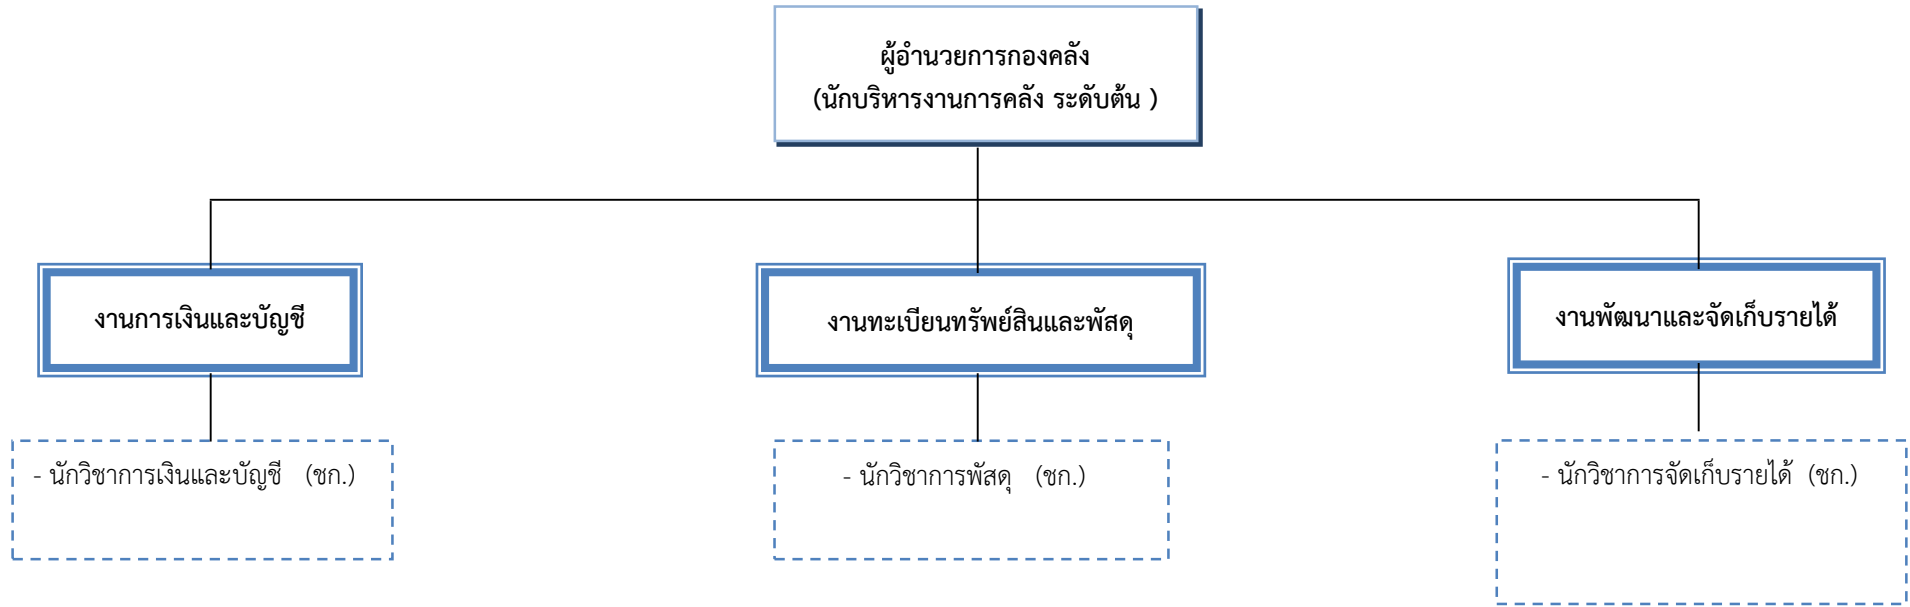 ผู้อำนวยการกองคลัง
(นักบริหารงานการคลัง ระดับต้น )
งานการเงินและบัญชี
งานทะเบียนทรัพย์สินและพัสดุ
งานพัฒนาและจัดเก็บรายได้
- นักวิชาการเงินและบัญชี (ชก.)
- นักวิชาการพัสดุ (ชก.)
- นักวิชาการจัดเก็บรายได้ (ชก.)